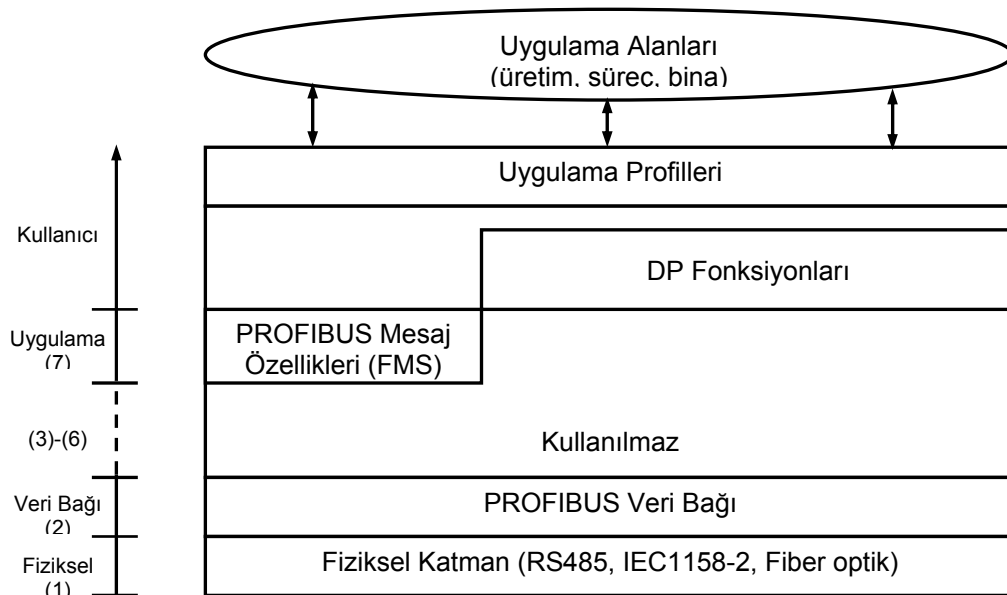 Uygulama Alanları
(üretim, süreç, bina)
Uygulama Profilleri
Kullanıcı
DP Fonksiyonları
Uygulama
(7)
PROFIBUS Mesaj
Özellikleri (FMS)
(3)-(6)
Kullanılmaz
Veri Bağı
(2)
PROFIBUS Veri Bağı
Fiziksel
(1)
Fiziksel Katman (RS485, IEC1158-2, Fiber optik)